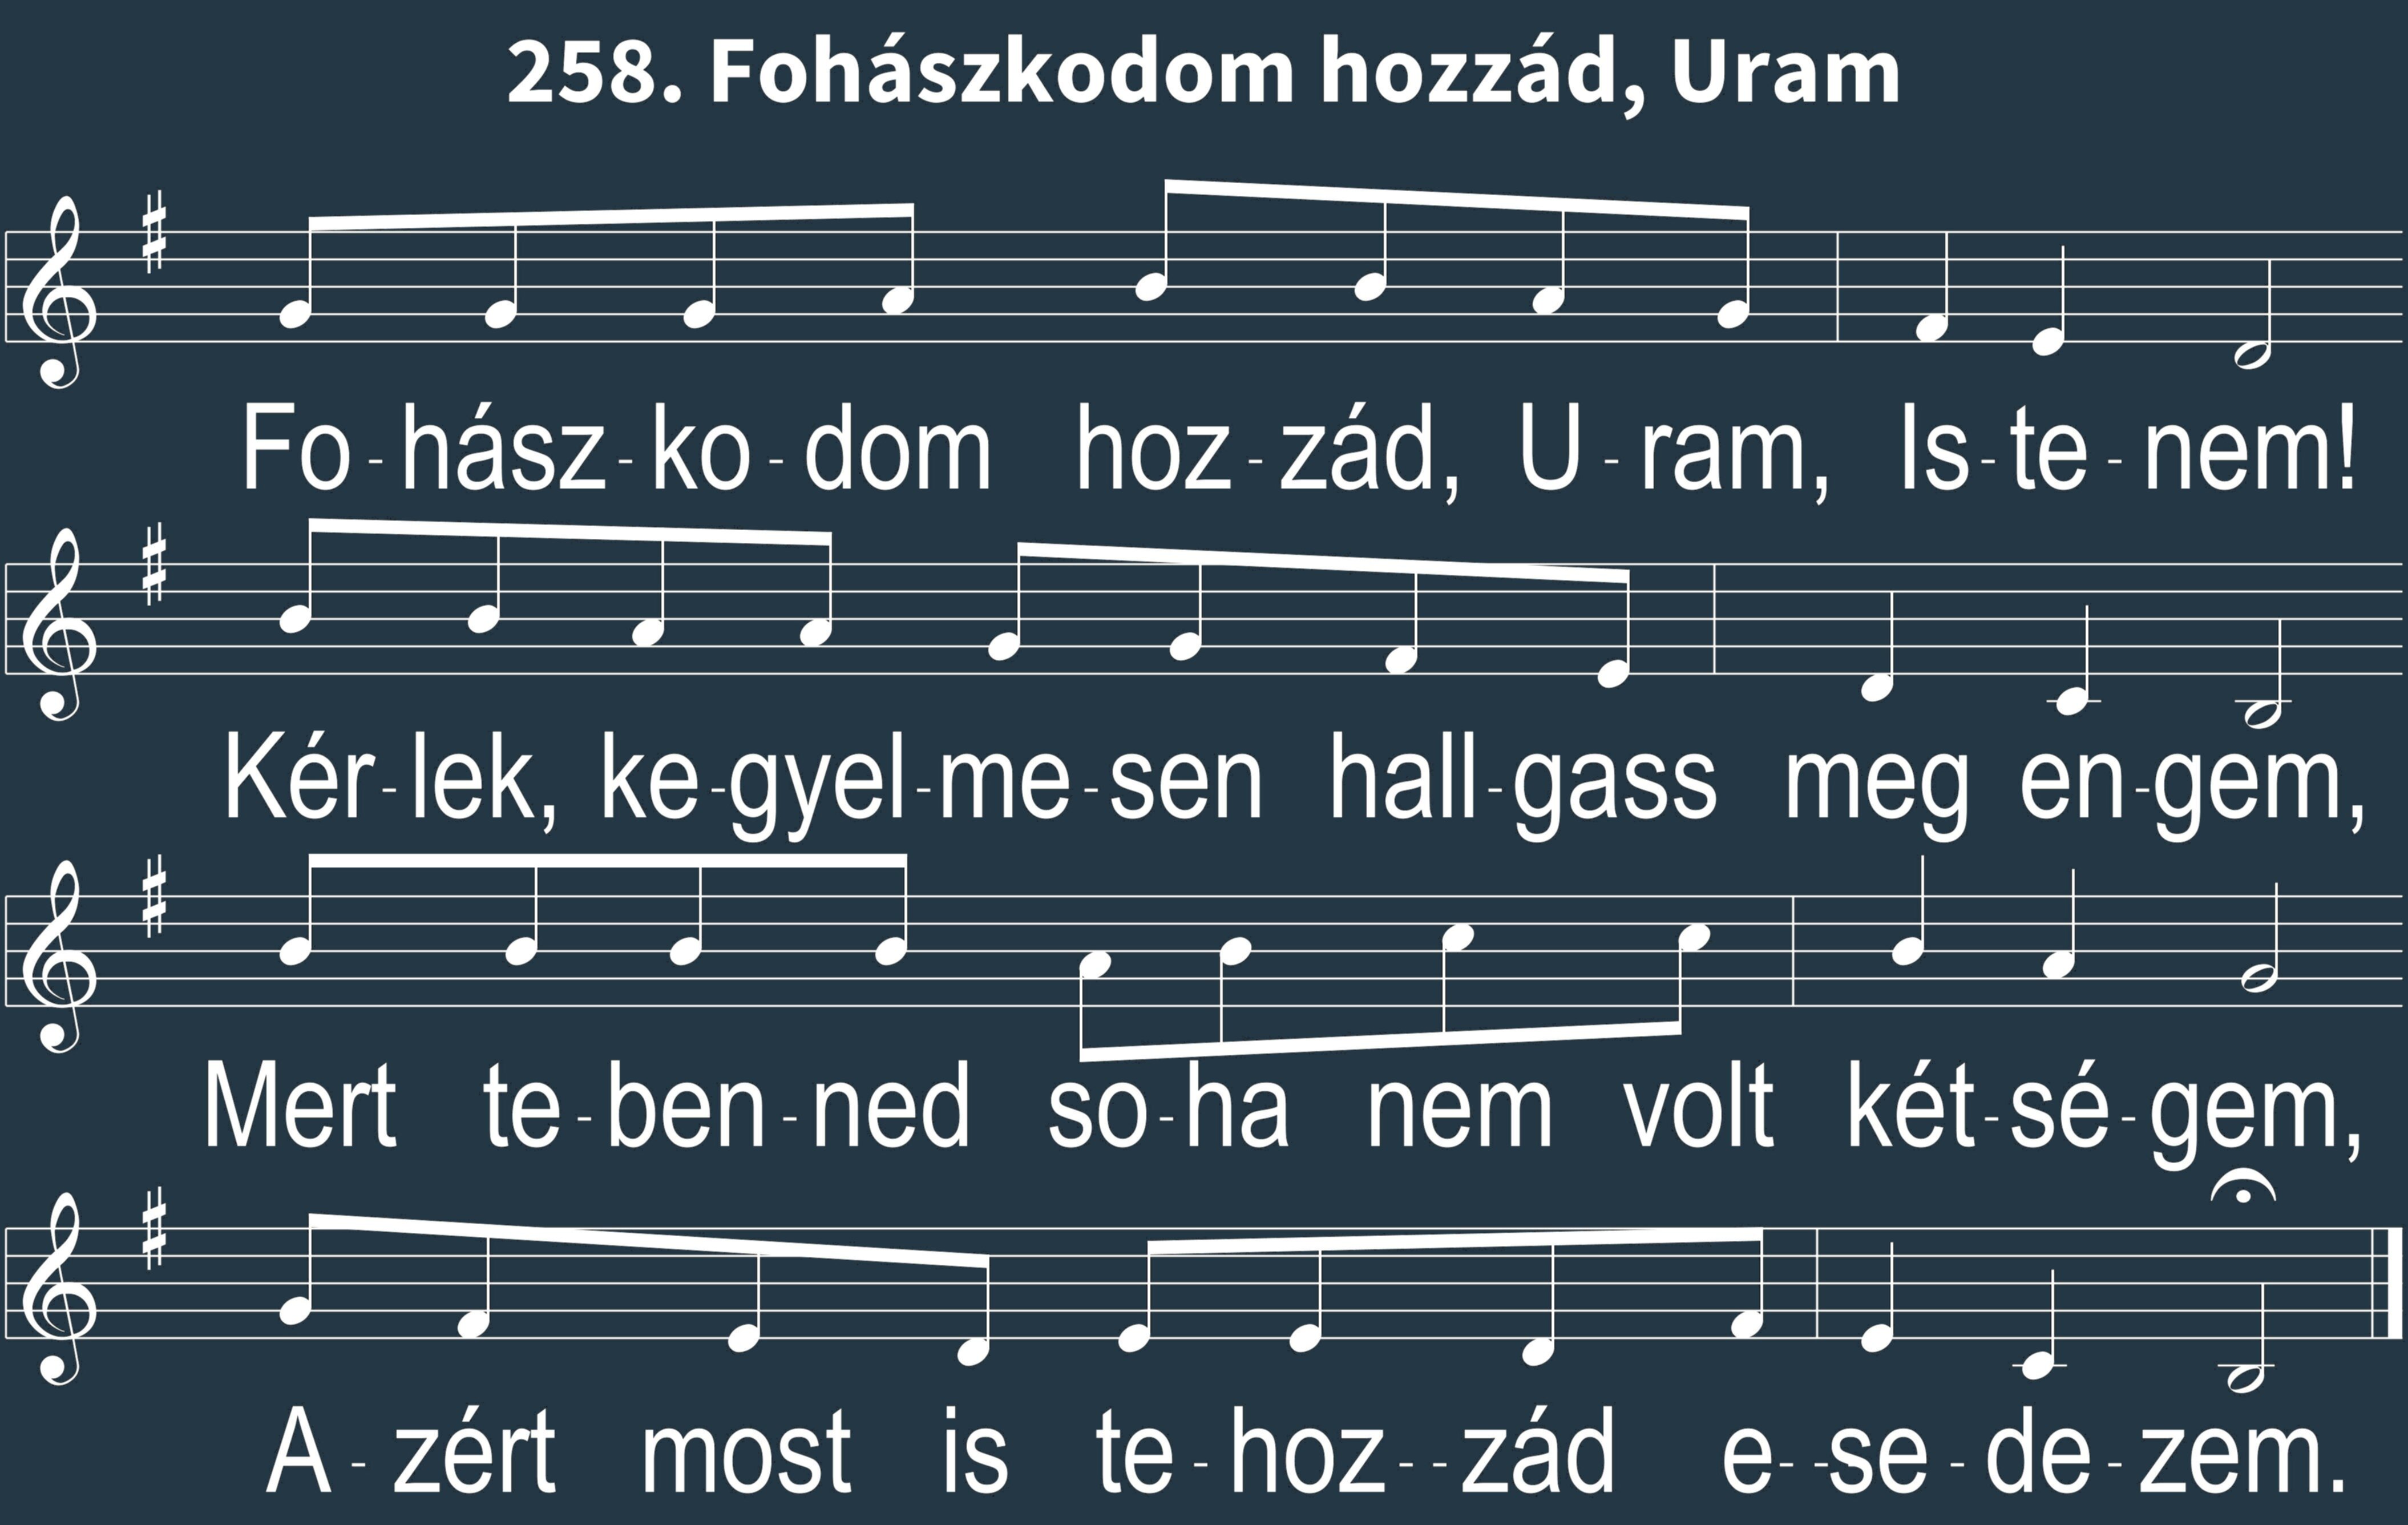 258. Fohászkodom hozzád, Uram
Fo-hász-ko-dom hoz-zád, U-ram, Is-te-nem!
Kér-lek, ke-gyel-me-sen hall-gass meg en-gem,
Mert te-ben-ned so-ha nem volt két-sé-gem,
A-zért most is te-hoz--zád e--se-de-zem.